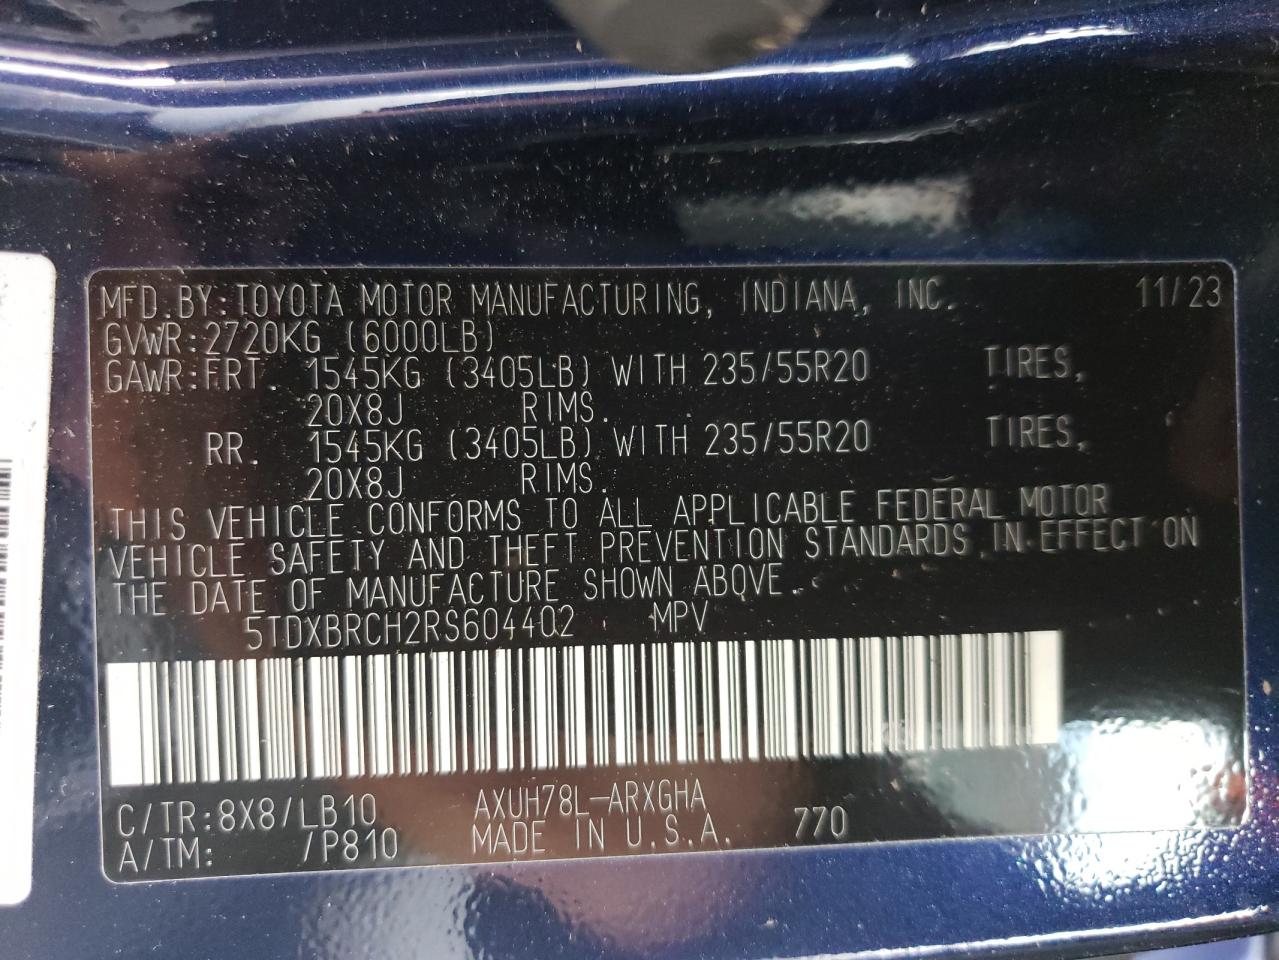 MFD.BY:TOYOTA MOTOR MANUFACTURING, INDIANA, INC. 11/23
GVWR:2720KG (6000LB)
GAWR:FRT. 1545KG (3405LB) WITH 235/55R20 TIRES,
20X8J RIMS.
RR. 1545KG (3405LB) WITH 235/55R20 TIRES,
20X8J RIMS.
THIS VEHICLE CONFORMS TO ALL APPLICABLE FEDERAL MOTOR
VEHICLE SAFETY AND THEFT PREVENTION STANDARDS IN EFFECT ON
THE DATE OF MANUFACTURE SHOWN ABOVE.
5TDXBRCH2RS604402 MPV
C/TR:8X8/LB10 AXUH78L-ARXGHA
A/TM: /P810 MADE IN U.S.A. 770